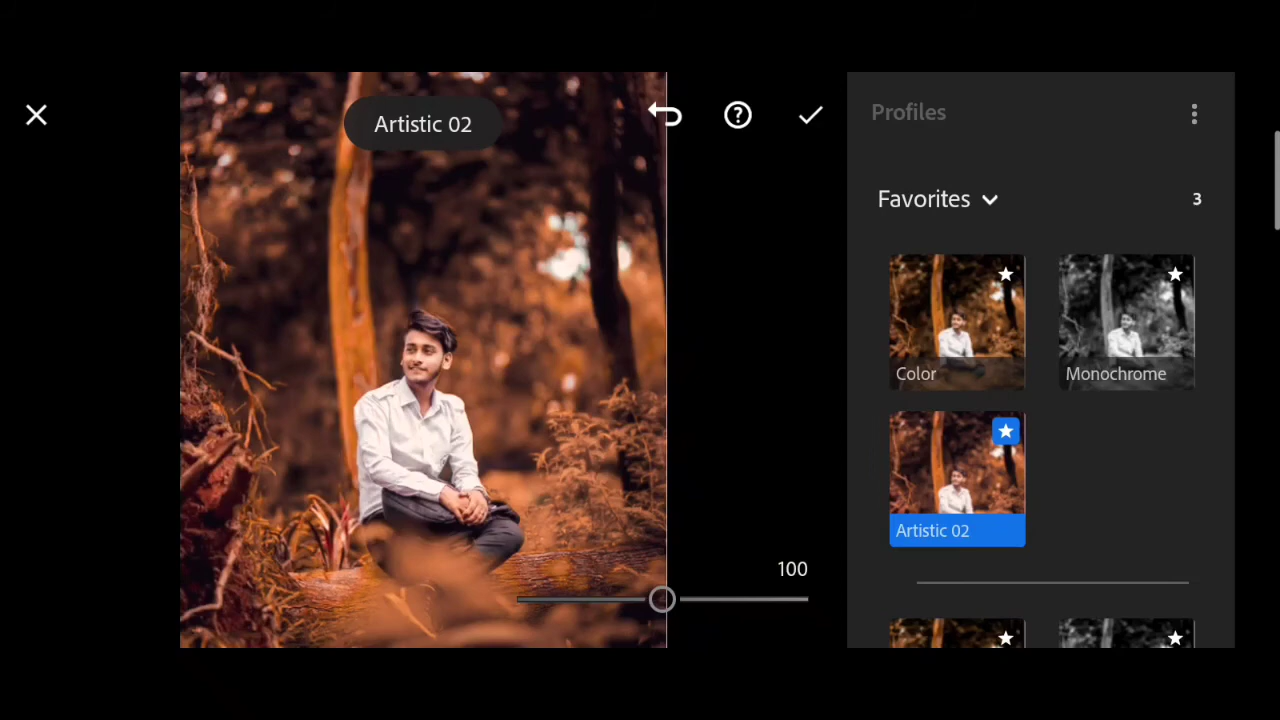 Artistic 02
Profiles
Favorites
3
Color
Monochrome
Artistic 02
100